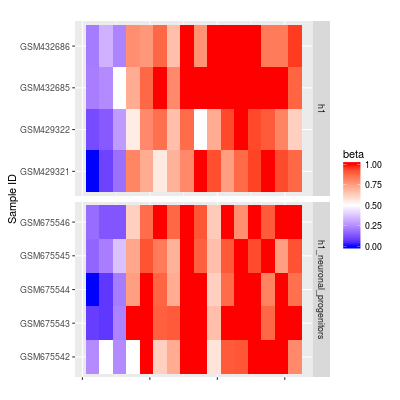 GSM432686
GSM432685
GSM429322
GSM429321
h1
GSM675546
GSM675545
GSM675544
GSM675543
GSM675542
h1_neuronal_progenitors
Sample ID
beta
1.00
0.75
0.50
0.25
0.00